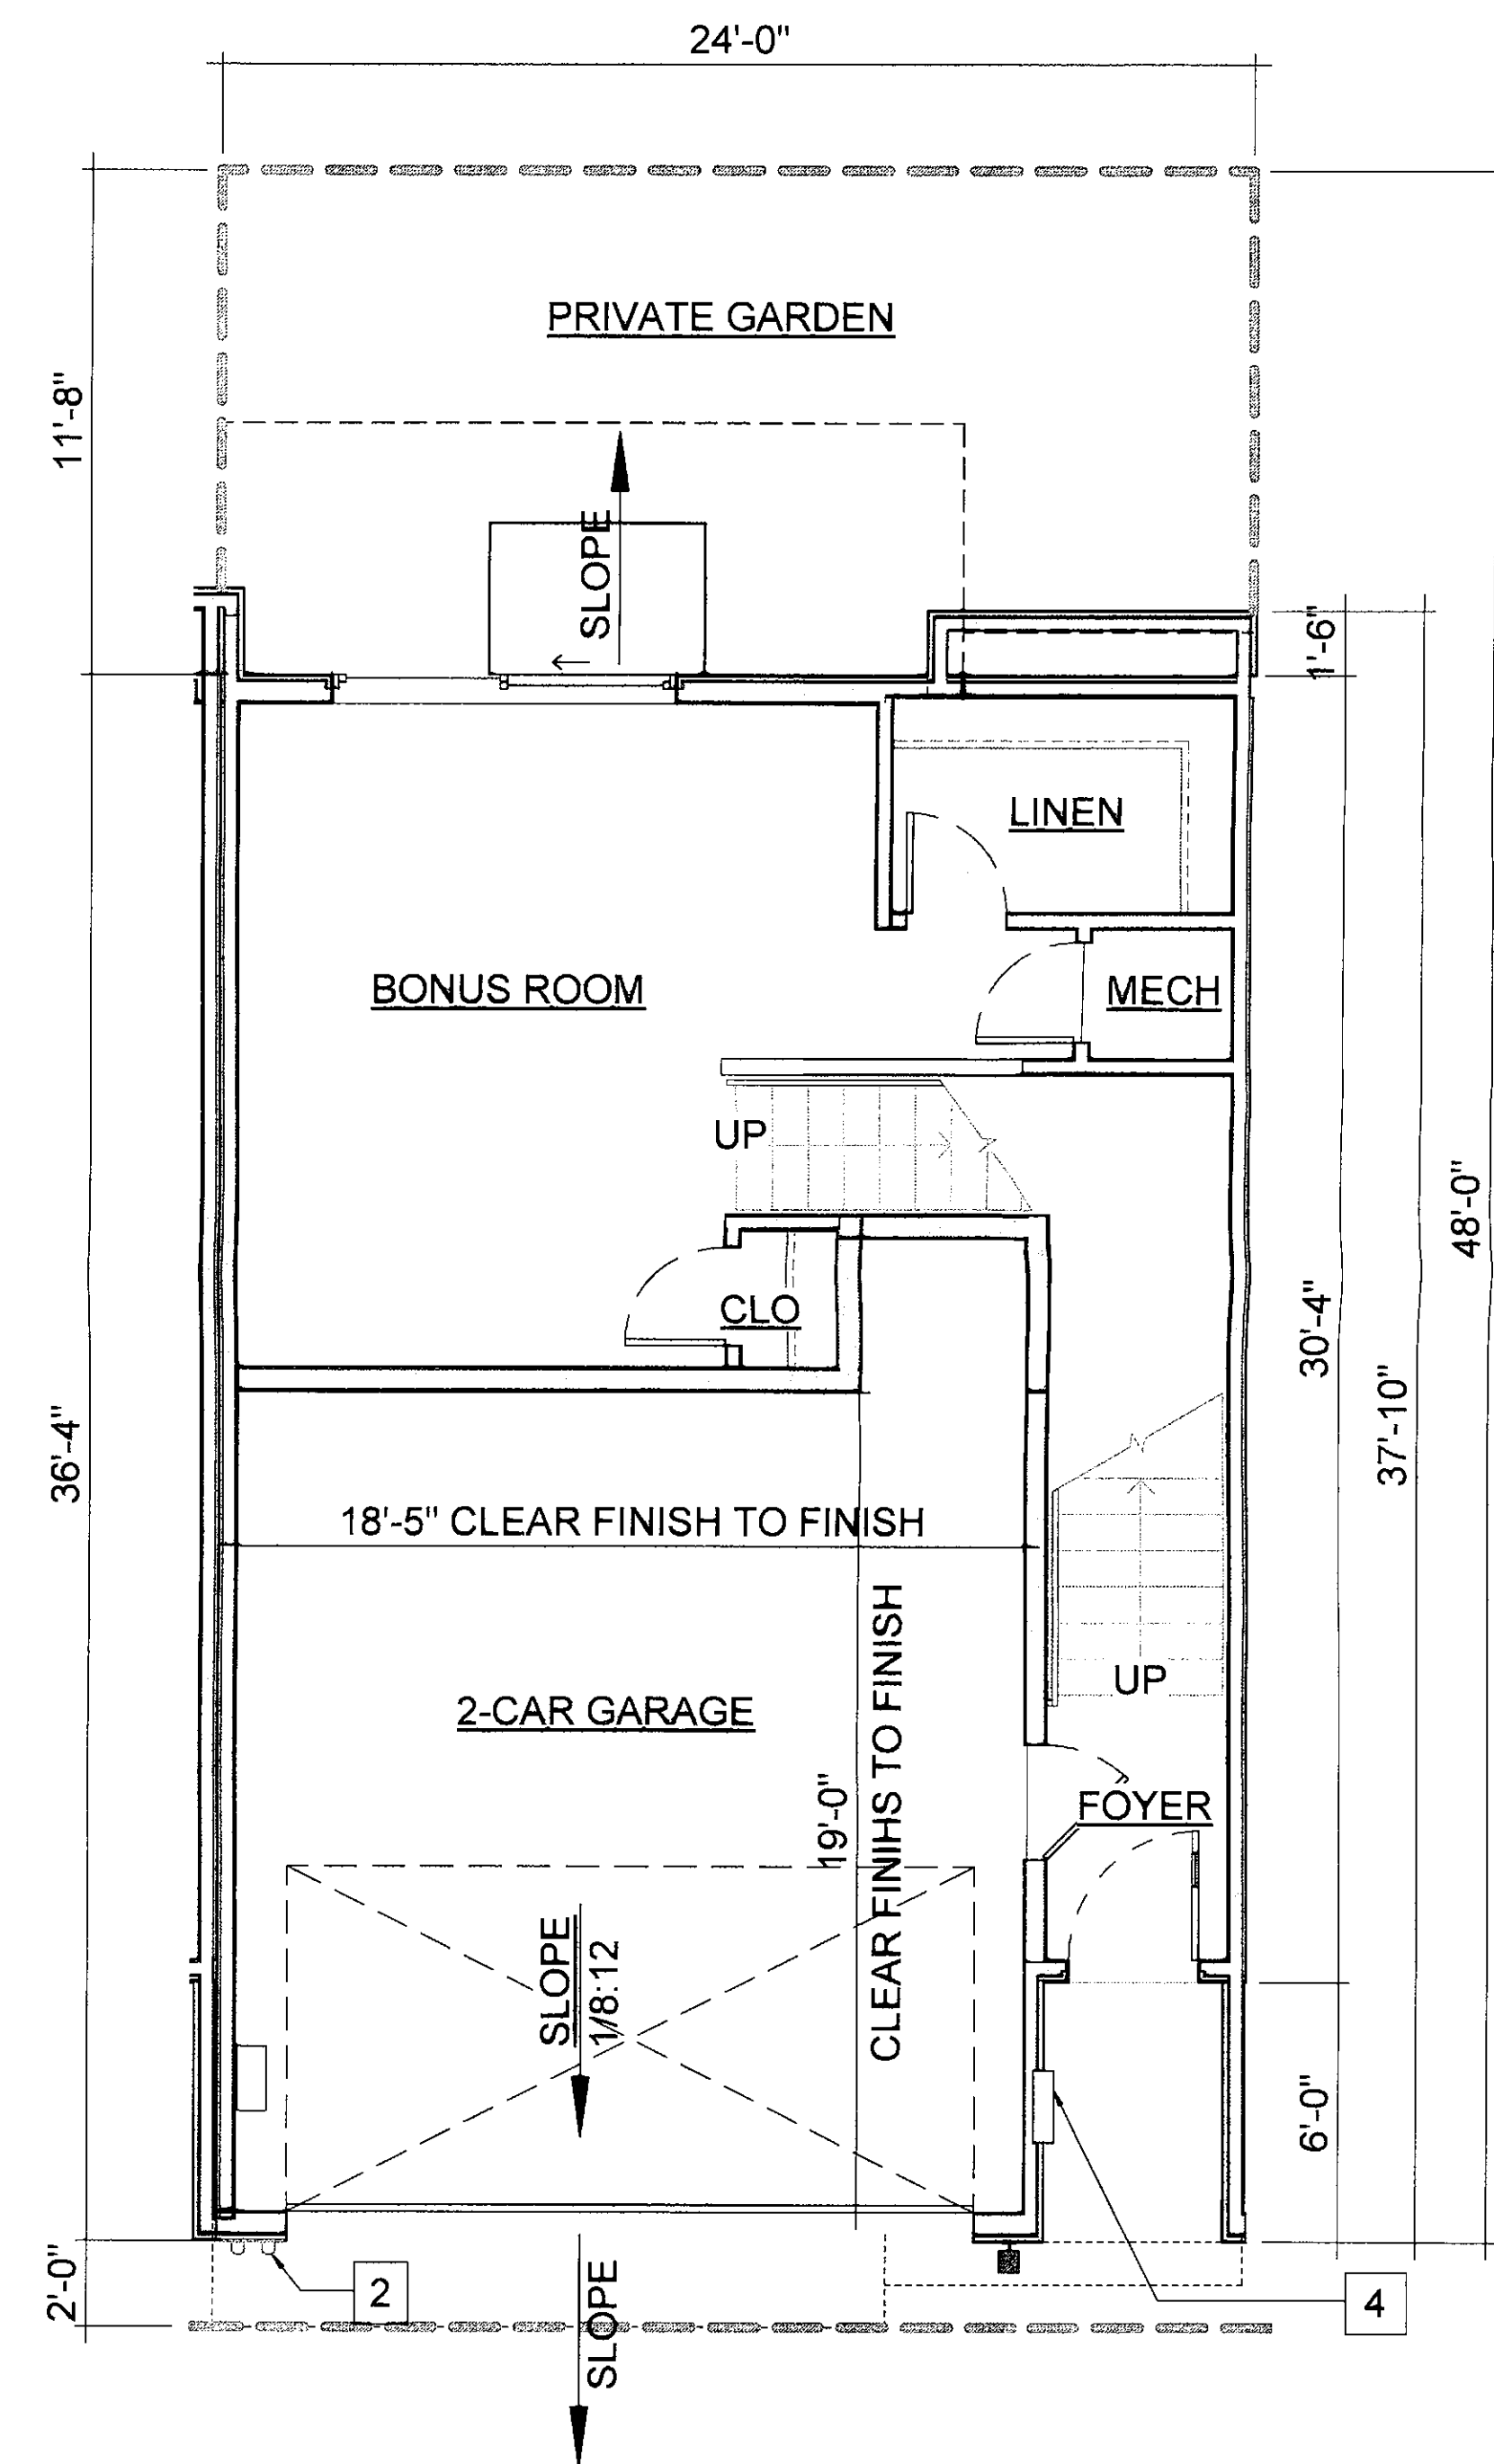 24'-0"
PRIVATE GARDEN
11'-8"
SLOPE
1'-6"
LINEN
BONUS ROOM
MECH
UP
48'-0"
CLO
30'-4"
37'-10"
36'-4"
18'-5" CLEAR FINISH TO FINISH
UP
2-CAR GARAGE
19'-0"
CLEAR FINIHS TO FINISH
FOYER
SLOPE
1/8:12
6'-0"
2'-0"
2
SLOPE
4